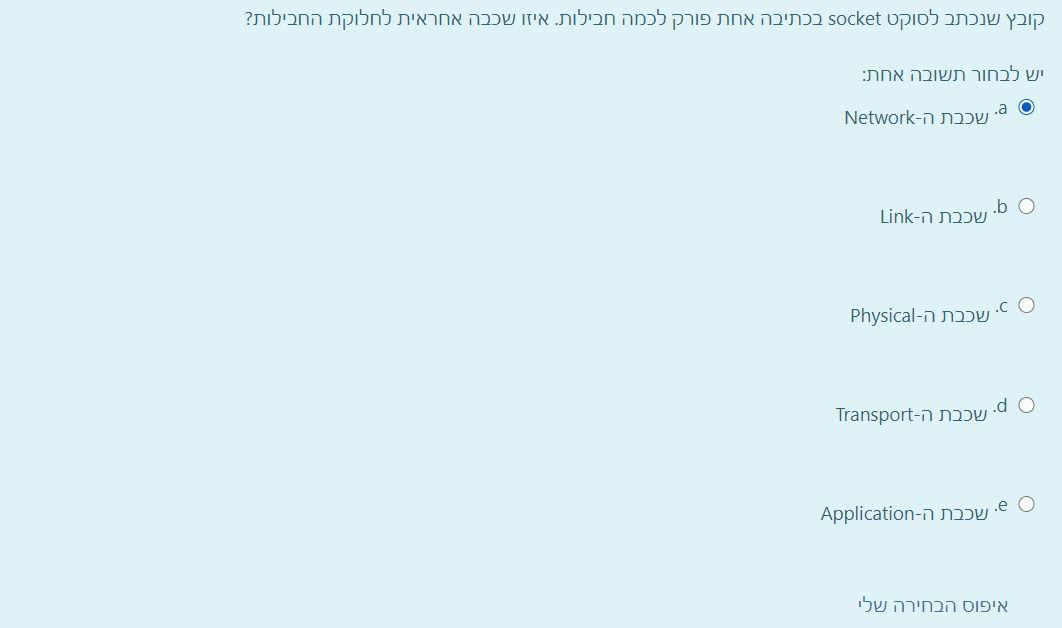 קובץ שנכתב לסוקט socket בכתיבה אחת פורק לכמה חבילות. איזו שכבה אחראית לחלוקת החבילות?
יש לבחור תשובה אחת:
a. שכבת ה-Network
b. שכבת ה-Link
c. שכבת ה-Physical
d. שכבת ה-Transport
e. שכבת ה-Application
איפוס הבחירה שלי